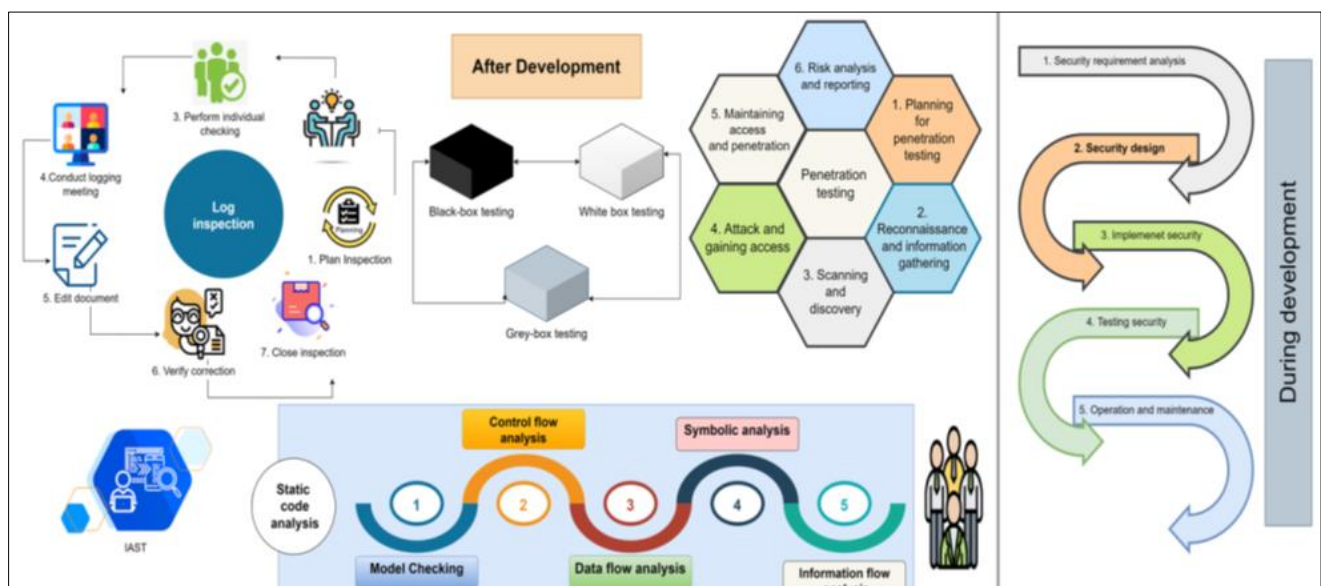 After Development
3. Perform individual
checking
4.Conduct logging
meeting
Log
inspection
Planning
1. Plan Inspection
5. Edit document
6. Verify correction
7. Close inspection
Black-box testing
White box testing
Grey-box testing
6. Risk analysis
and reporting
5. Maintaining
access
and penetration
1. Planning
for
penetration
testing
Penetration
testing
4. Attack and
gaining access
2.
Reconnaissance
and information
gathering
3. Scanning
and
discovery
IAST
Static
code
analysis
Control flow
analysis
Symbolic analysis
1
2
3
4
5
Model Checking
Data flow analysis
Information flow
1. Security requirement analysis
2. Security design
3. Implemenet security
4. Testing security
5. Operation and maintenance
During development